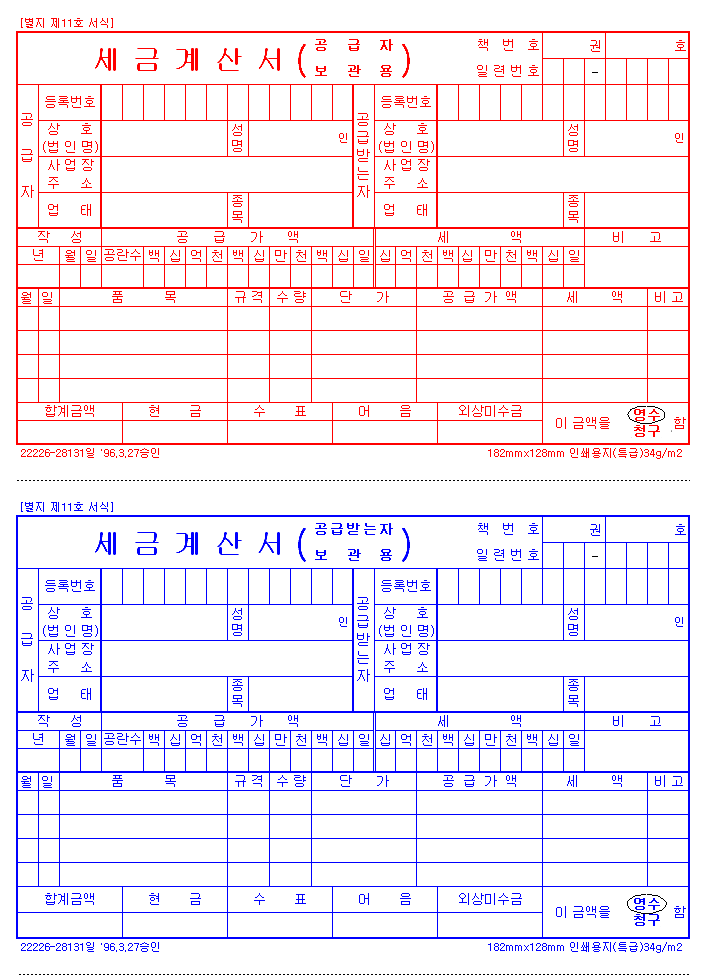 [별지 제11호 서식]
세 금 계 산 서 (공 급 자 보 관 용) 책 번 호 권 호
일 련 번 호 -
공 급 자 등록번호 공급받는자 등록번호
상 호 (법인명) 성명 인 상 호 (법인명) 성명 인
사 업 장 주 소 사 업 장 주 소
업 태 종목 업 태 종목
작 성 공 급 가 액 세 액 비 고
년 월 일 공란수 백 십 억 천 백 십 만 천 백 십 일 십 억 천 백 십 만 천 백 십 일
월 일 품 목 규 격 수 량 단 가 공 급 가 액 세 액 비 고
합계금액 현 금 수 표 어 음 외상미수금 이 금액을 영수 청구 함
22226-28131일 '96,3,27승인 182mmx128mm 인쇄용지(특급)34g/m2
[별지 제11호 서식]
세 금 계 산 서 (공급받는자 보 관 용) 책 번 호 권 호
일 련 번 호 -
공 급 자 등록번호 공급받는자 등록번호
상 호 (법인명) 성명 인 상 호 (법인명) 성명 인
사 업 장 주 소 사 업 장 주 소
업 태 종목 업 태 종목
작 성 공 급 가 액 세 액 비 고
년 월 일 공란수 백 십 억 천 백 십 만 천 백 십 일 십 억 천 백 십 만 천 백 십 일
월 일 품 목 규 격 수 량 단 가 공 급 가 액 세 액 비 고
합계금액 현 금 수 표 어 음 외상미수금 이 금액을 영수 청구 함
22226-28131일 '96,3,27승인 182mmx128mm 인쇄용지(특급)34g/m2